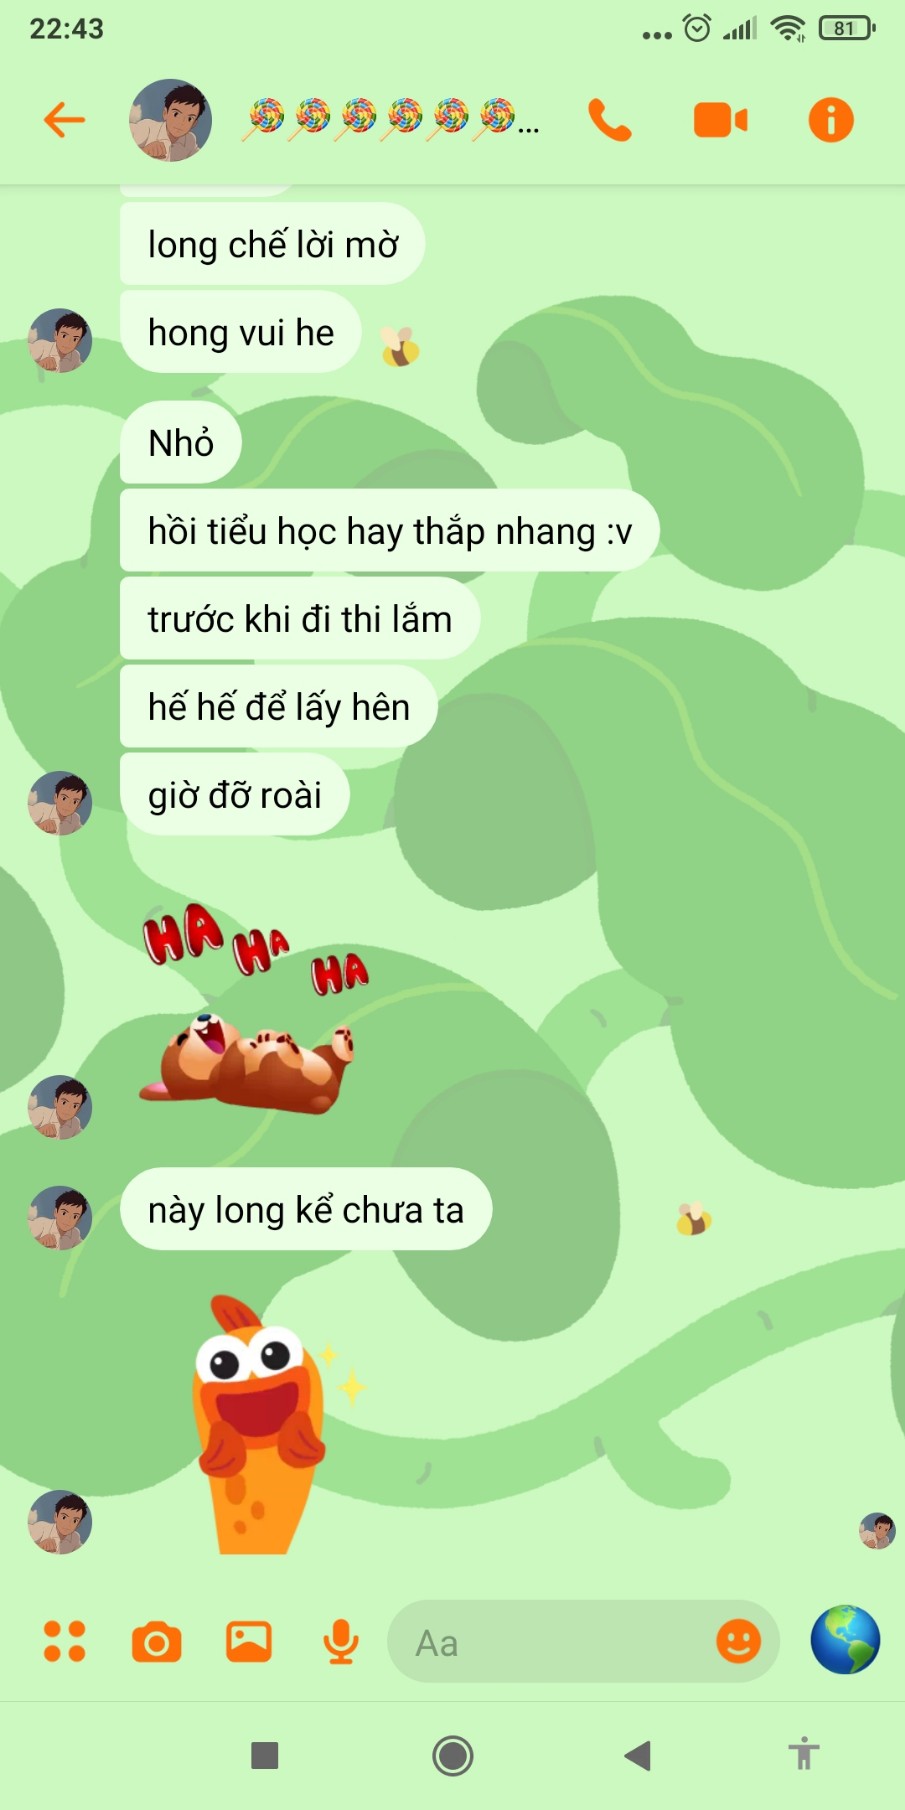 22:43
81
long chế lời mờ
hong vui he
Nhỏ
hồi tiểu học hay thắp nhang :v
trước khi đi thi lắm
hế hế để lấy hên
giờ đỡ roài
HA HA HA
này long kể chưa ta
Aa